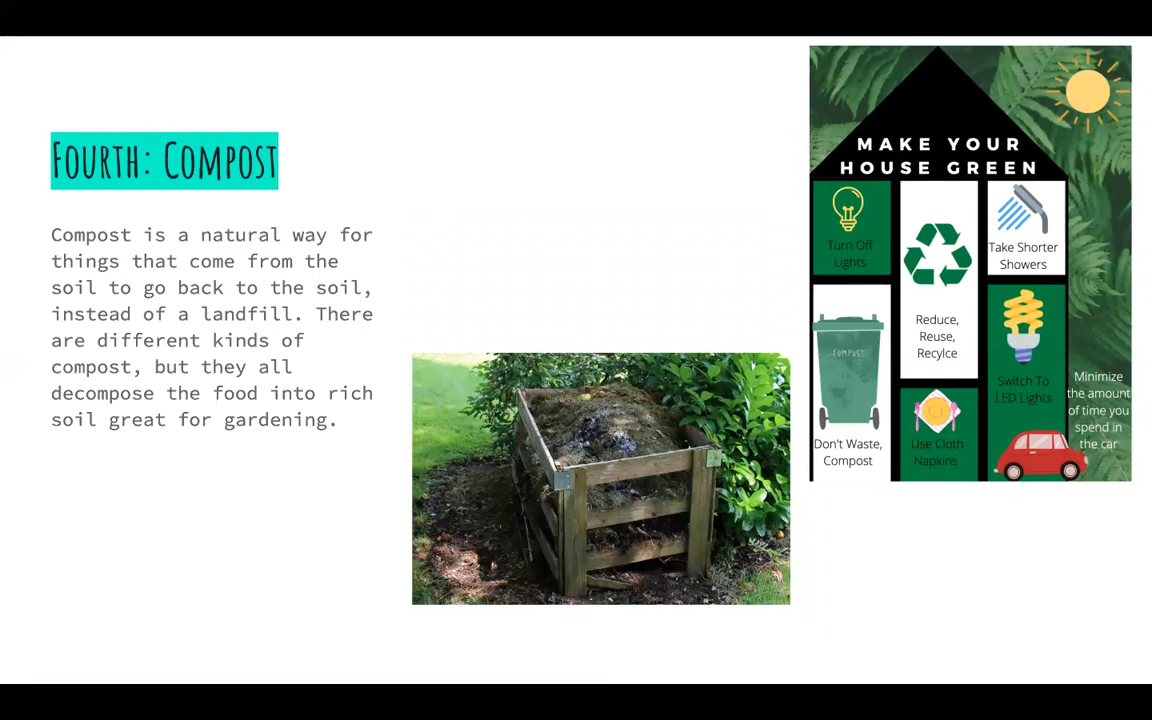 Fourth: Compost
Compost is a natural way for
things that come from the
soil to go back to the soil,
instead of a landfill. There
are different kinds of
compost, but they all
decompose the food into rich
soil great for gardening.
MAKE YOUR
HOUSE GREEN
Turn Off
Lights
Reduce,
Reuse,
Recylce
Take Shorter
Showers
COMPOST
Don't Waste,
Compost
Use Cloth
Napkins
Switch To
LED Lights
Minimize
the amount
of time you
spend in
the car